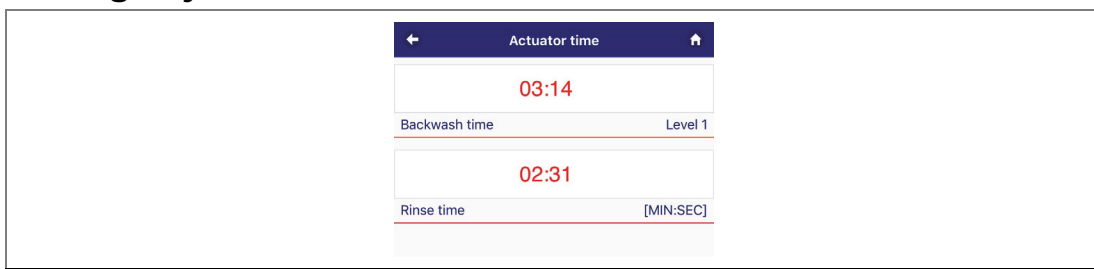 Actuator time
03:14
Backwash time Level 1
02:31
Rinse time [MIN:SEC]